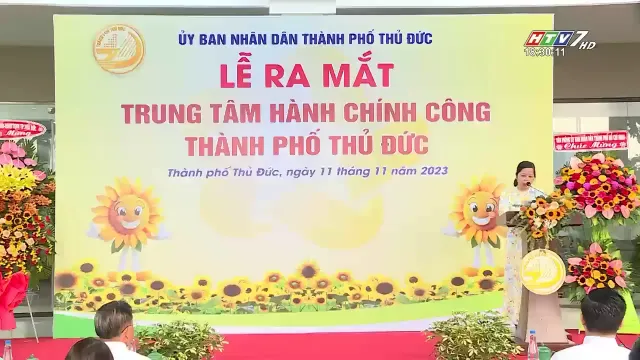 ỦY BAN NHÂN DÂN THÀNH PHỐ THỦ ĐỨC
LỄ RA MẮT
TRUNG TÂM HÀNH CHÍNH CÔNG
THÀNH PHỐ THỦ ĐỨC
Thành phố Thủ Đức, ngày 11 tháng 11 năm 2023
HTV7 HD
Mừng
Chúc Mừng